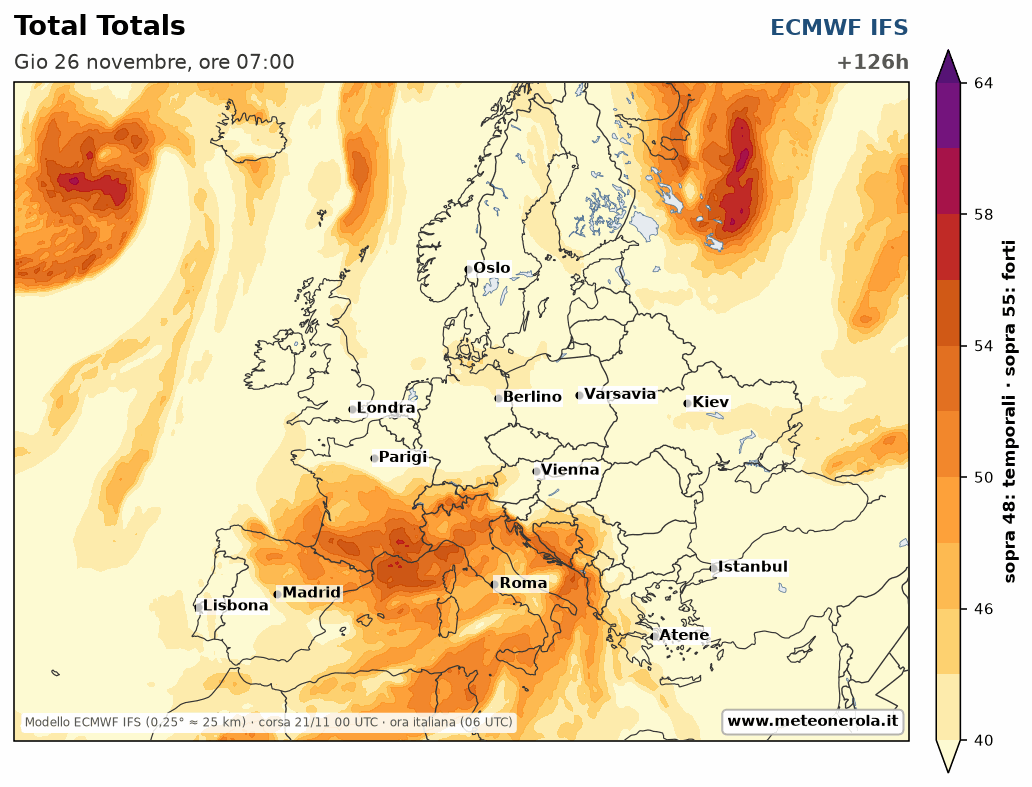 Total Totals
ECMWF IFS
Gio 26 novembre, ore 07:00
+126h
64
58
54
50
46
40
sopra 48: temporali · sopra 55: forti
Oslo
Berlino
Varsavia
Kiev
Londra
Parigi
Vienna
Istanbul
Roma
Madrid
Lisbona
Atene
Modello ECMWF IFS (0,25° ≈ 25 km) · corsa 21/11 00 UTC · ora italiana (06 UTC)
www.meteonerola.it